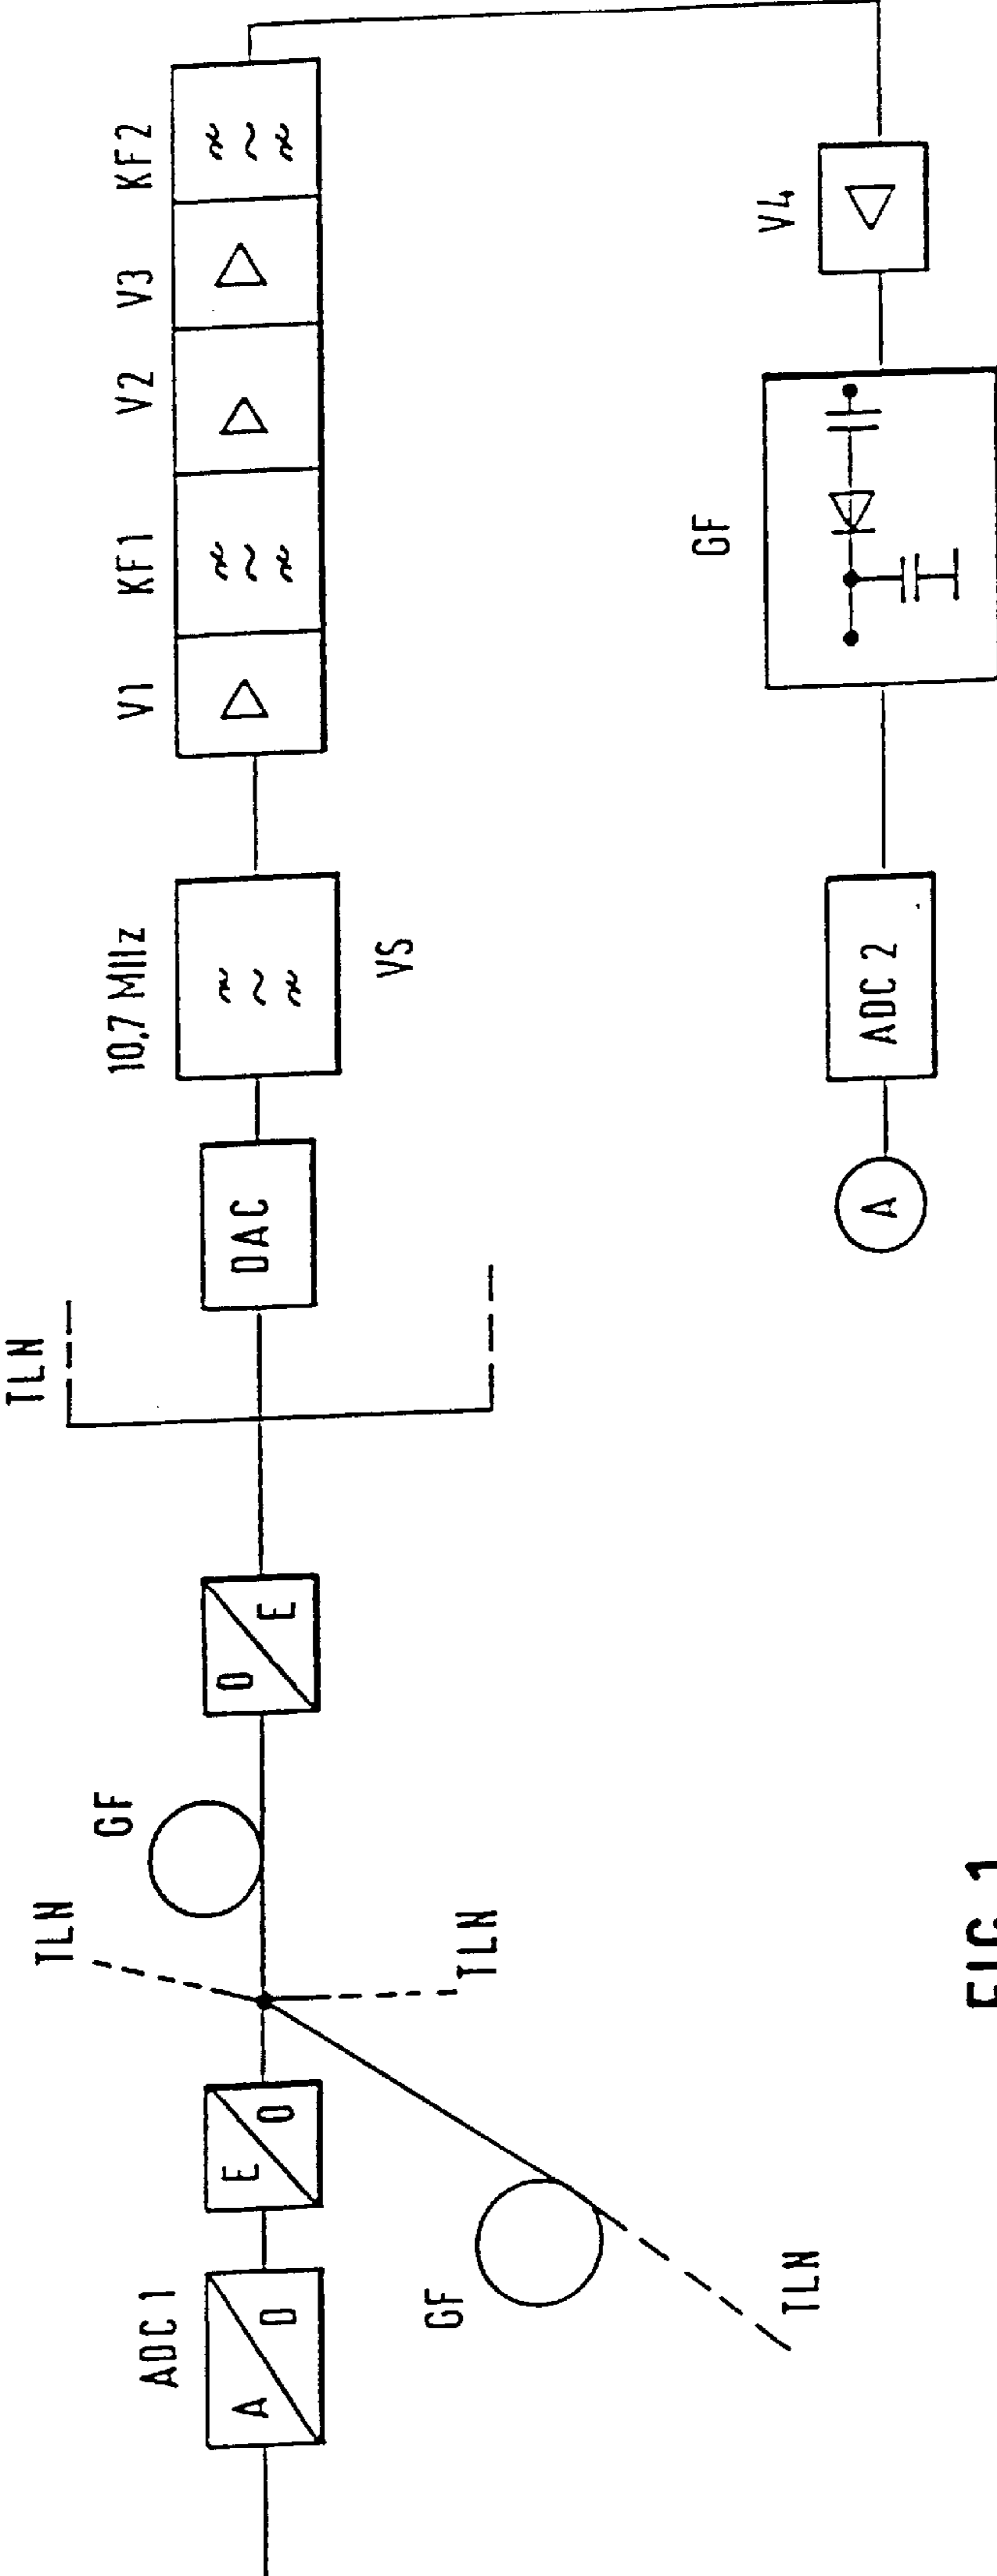 ADC 1
A
D
E
O
TLN
GF
O
E
TLN
DAC
10,7 MHz
VS
V1
KF1
V2
V3
KF2
TLN
GF
TLN
A
ADC 2
GF
V4
FIG. 1